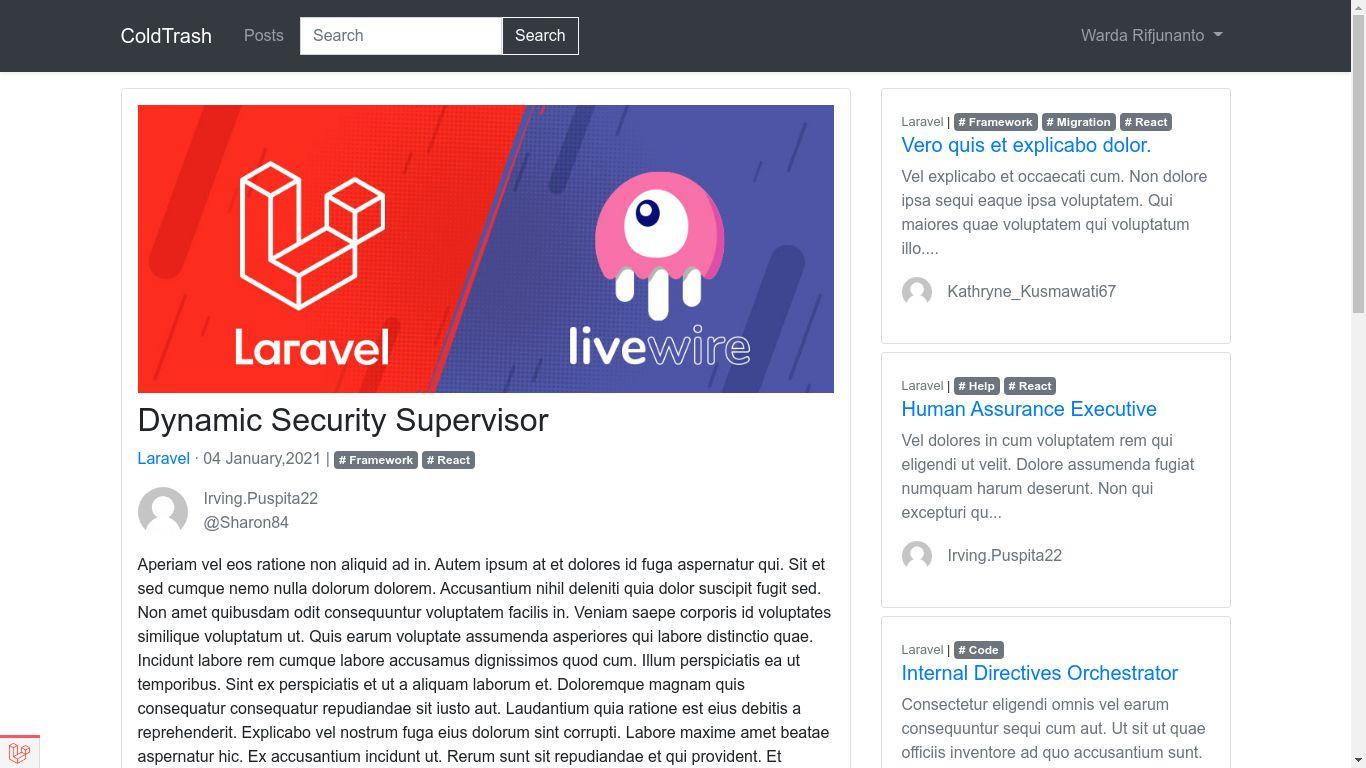 ColdTrash Posts Search Search Warda Rifjunanto
Laravel
livewire
Dynamic Security Supervisor
Laravel · 04 January,2021 | # Framework # React
Irving.Puspita22
@Sharon84
Aperiam vel eos ratione non aliquid ad in. Autem ipsum at et dolores id fuga aspernatur qui. Sit et
sed cumque nemo nulla dolorum dolorem. Accusantium nihil deleniti quia dolor suscipit fugit sed.
Non amet quibusdam odit consequuntur voluptatem facilis in. Veniam saepe corporis id voluptates
similique voluptatum ut. Quis earum voluptate assumenda asperiores qui labore distinctio quae.
Incidunt labore rem cumque labore accusamus dignissimos quod cum. Illum perspiciatis ea ut
temporibus. Sint ex perspiciatis et ut a aliquam laborum et. Doloremque magnam quis
consequatur consequatur repudiandae sit iusto aut. Laudantium quia ratione est eius debitis a
reprehenderit. Explicabo vel nostrum fuga eius dolorum sint corrupti. Labore maxime amet beatae
aspernatur hic. Ex accusantium incidunt ut. Rerum sunt sit repudiandae et qui provident. Et
Laravel | # Framework # Migration # React
Vero quis et explicabo dolor.
Vel explicabo et occaecati cum. Non dolore
ipsa sequi eaque ipsa voluptatem. Qui
maiores quae voluptatem qui voluptatum
illo....
Kathryne_Kusmawati67
Laravel | # Help # React
Human Assurance Executive
Vel dolores in cum voluptatem rem qui
eligendi ut velit. Dolore assumenda fugiat
numquam harum deserunt. Non qui
excepturi qu...
Irving.Puspita22
Laravel | # Code
Internal Directives Orchestrator
Consectetur eligendi omnis vel earum
consequuntur sequi cum aut. Ut sit ut quae
officiis inventore ad quo accusantium sunt.